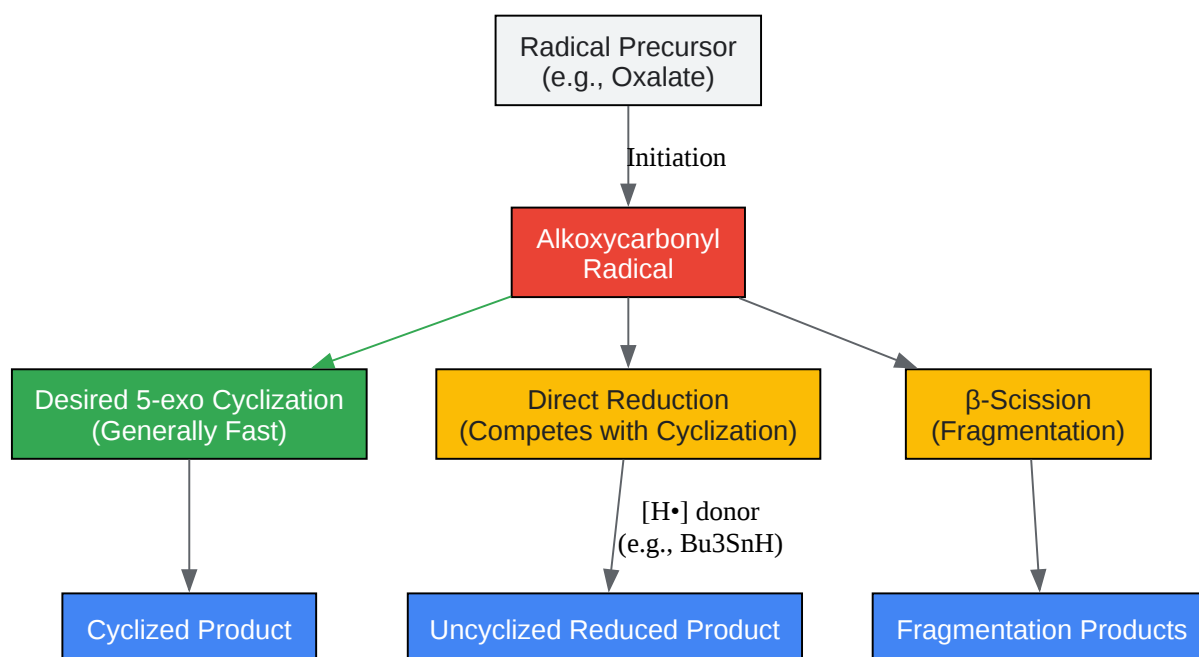 Radical Precursor
(e.g., Oxalate)
Initiation
Alkoxycarbonyl
Radical
Desired 5-exo Cyclization
(Generally Fast)
Direct Reduction
(Competes with Cyclization)
β-Scission
(Fragmentation)
[H•] donor
(e.g., Bu3SnH)
Cyclized Product
Uncyclized Reduced Product
Fragmentation Products